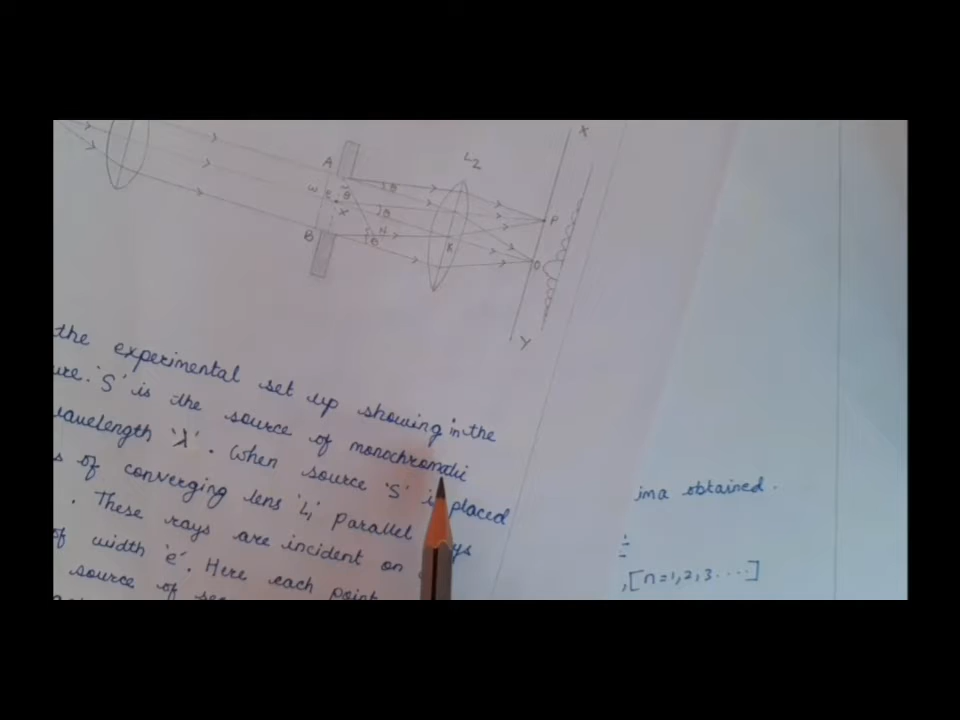 X
L2
A
θ
P
w
e
θ
θ
X
N
B
θ
K
O
Y
the experimental set up showing in the
ure. 'S' is the source of monochromatic
wavelength 'λ'. When source 'S' is placed
s of converging lens 'L1' Parallel
. These rays are incident on
of width 'e'. Here each point
source of
ima obtained.
,[n=1,2,3....]